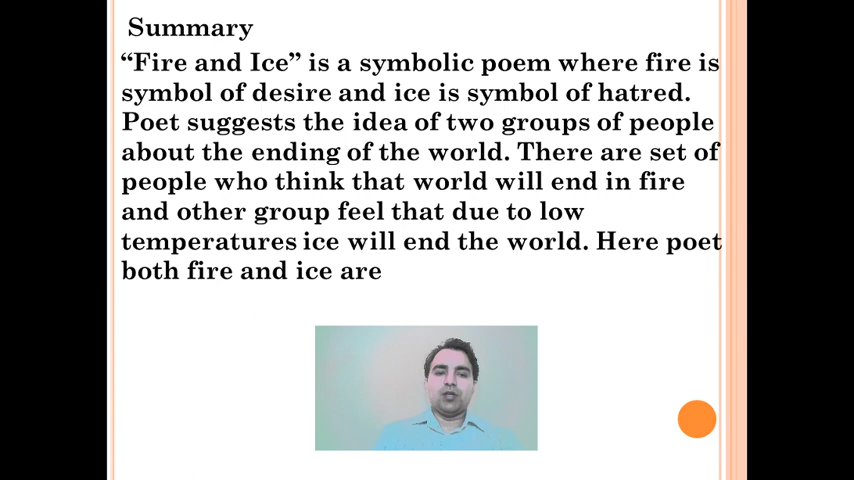 Summary
“Fire and Ice” is a symbolic poem where fire is
symbol of desire and ice is symbol of hatred.
Poet suggests the idea of two groups of people
about the ending of the world. There are set of
people who think that world will end in fire
and other group feel that due to low
temperatures ice will end the world. Here poet
both fire and ice are